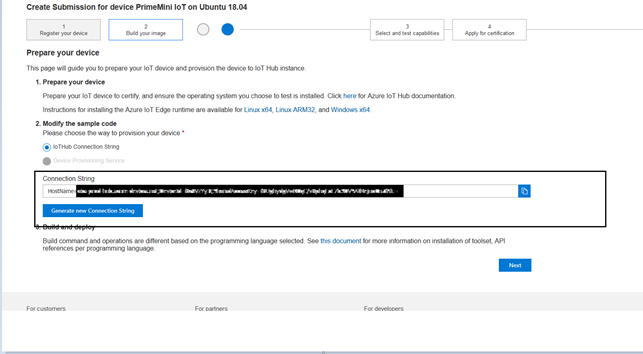 Create Submission for device PrimeMini IoT on Ubuntu 18.04
1
Register your device
2
Build your image
3
Select and test capabilities
4
Apply for certification
Prepare your device
This page will guide you to prepare your IoT device and provision the device to IoT Hub instance.
1. Prepare your device
Prepare your IoT device to certify, and ensure the operating system you choose to test is installed. Click here for Azure IoT Hub documentation.
Instructions for installing the Azure IoT Edge runtime are available for Linux x64, Linux ARM32, and Windows x64.
2. Modify the sample code
Please choose the way to provision your device *
IoTHub Connection String
Device Provisioning Service
Connection String
HostName
Generate new Connection String
3. Build and deploy
Build command and operations are different based on the programming language selected. See this document for more information on installation of toolset, API
references per programming language.
Next
For customers
For partners
For developers